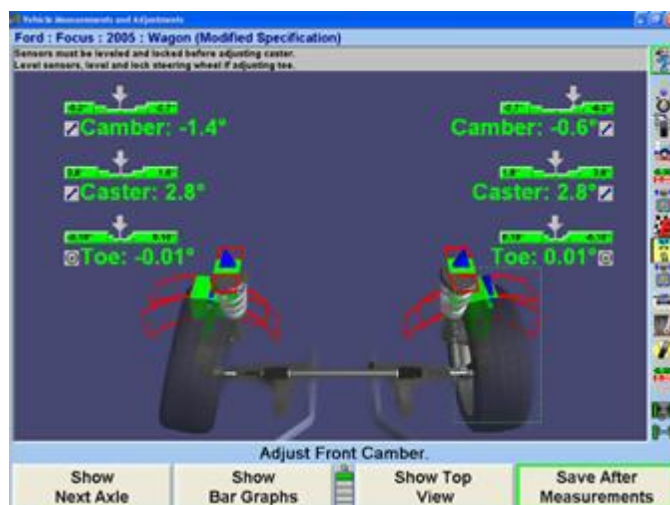 Vehicle Measurements and Adjustments
Ford : Focus : 2005 : Wagon (Modified Specification)
Sensors must be leveled and locked before adjusting caster.
Level sensors, level and lock steering wheel if adjusting toe.
Camber: -1.4°
Camber: -0.6°
Caster: 2.8°
Caster: 2.8°
Toe: -0.01°
Toe: 0.01°
Adjust Front Camber.
Show Next Axle
Show Bar Graphs
Show Top View
Save After Measurements